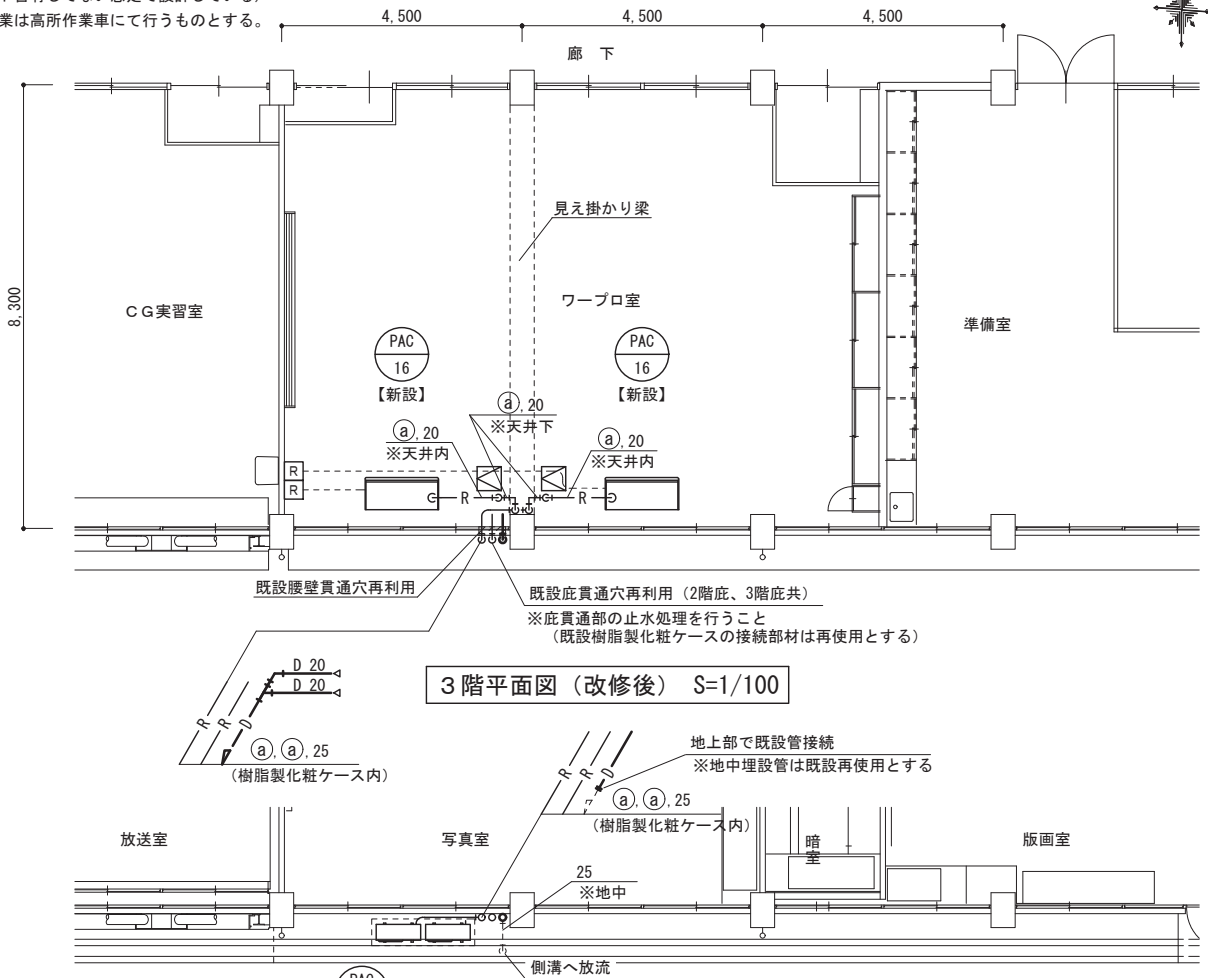 業は高所作業車にて行うものとする。
4,500
4,500
4,500
廊　下
8,300
見え掛かり梁
ＣＧ実習室
ワープロ室
準備室
PAC
16
【新設】
PAC
16
【新設】
ⓐ,20
※天井下
ⓐ,20
※天井内
ⓐ,20
※天井内
R
R
R
R
既設腰壁貫通穴再利用
既設庇貫通穴再利用（2階庇、3階庇共）
※庇貫通部の止水処理を行うこと
（既設樹脂製化粧ケースの接続部材は再使用とする）
D 20
D 20
R
R
D
ⓐ,ⓐ,25
（樹脂製化粧ケース内）
３階平面図（改修後）　S=1/100
R
R
D
地上部で既設管接続
※地中埋設管は既設再使用とする
ⓐ,ⓐ,25
（樹脂製化粧ケース内）
放送室
写真室
暗室
版画室
25
※地中
側溝へ放流
PAC